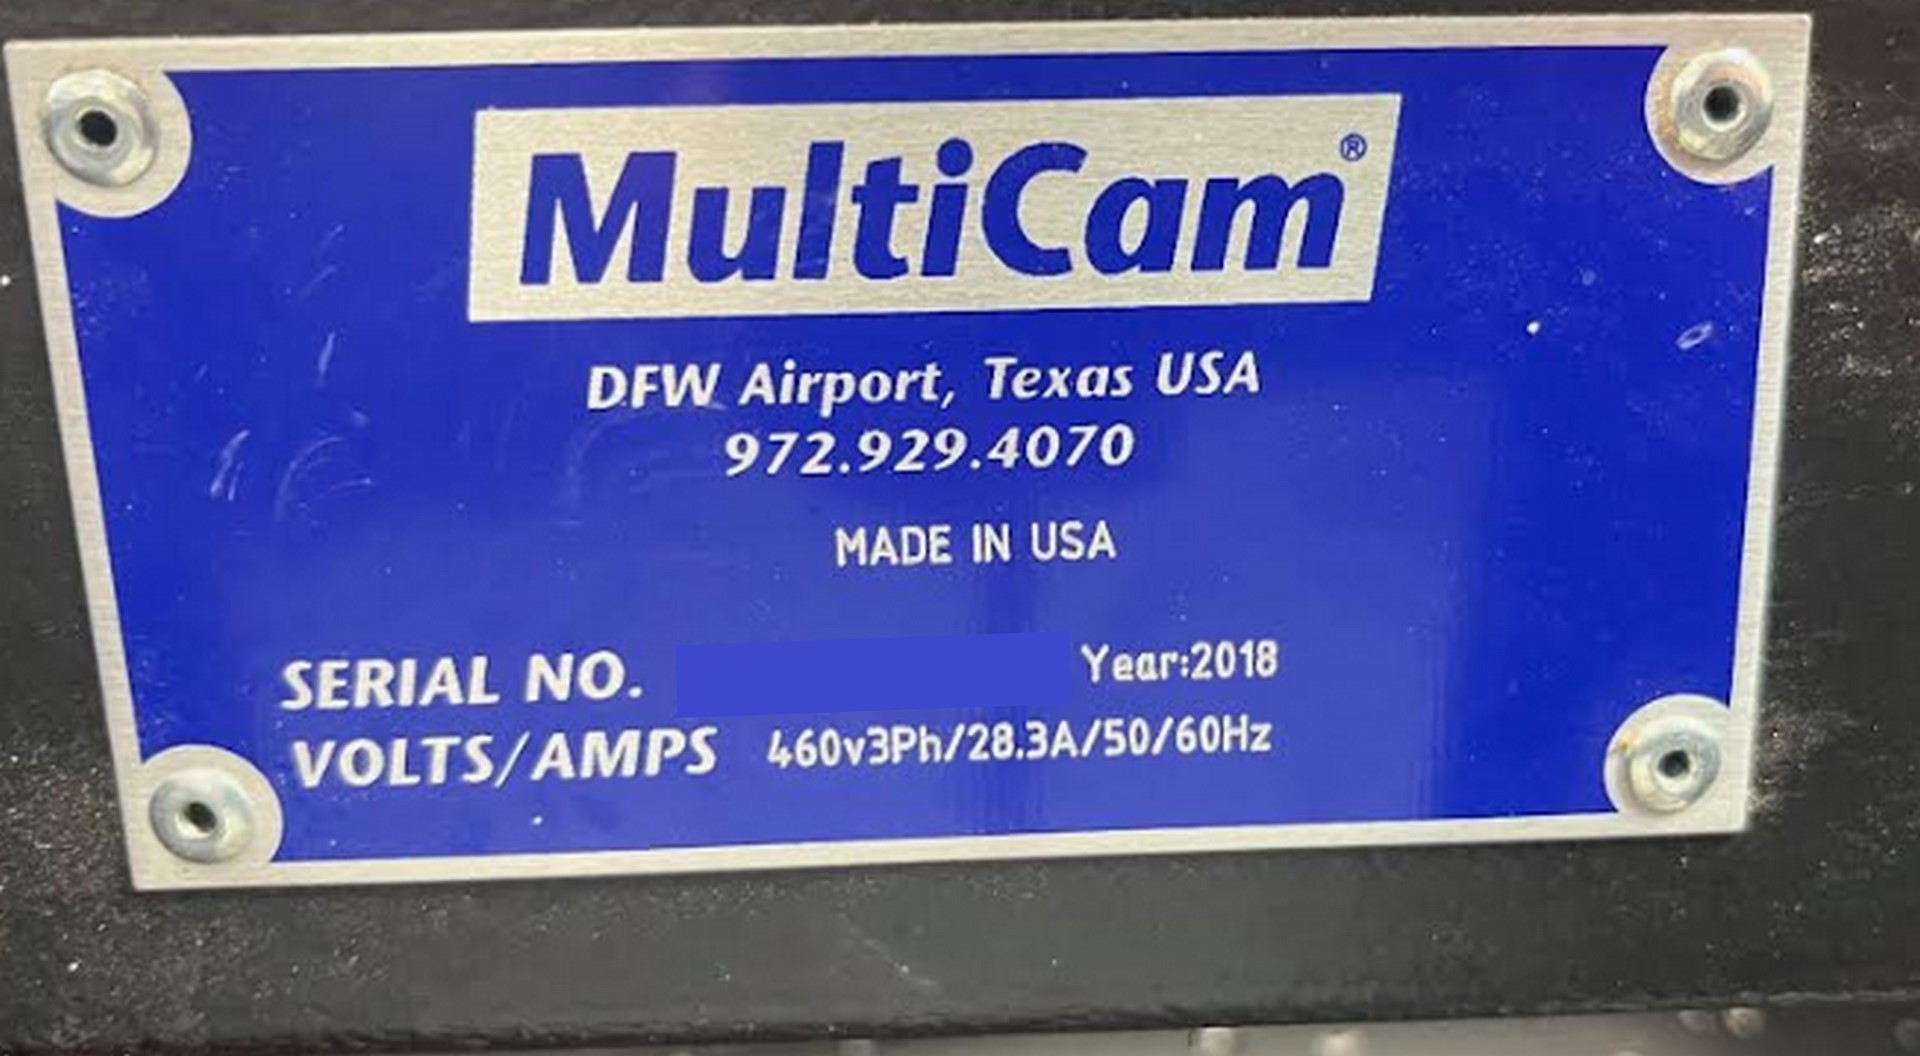 MultiCam®
DFW Airport, Texas USA
972.929.4070
MADE IN USA
SERIAL NO. Year:2018
VOLTS/AMPS 460v3Ph/28.3A/50/60Hz